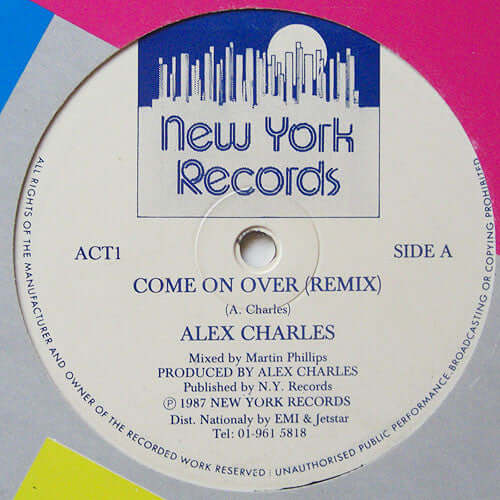 New York
Records
ACT1
SIDE A
COME ON OVER (REMIX)
(A. Charles)
ALEX CHARLES
Mixed by Martin Phillips
PRODUCED BY ALEX CHARLES
Published by N.Y. Records
Ⓟ 1987 NEW YORK RECORDS
Dist. Nationaly by EMI & Jetstar
Tel: 01-961 5818
ALL RIGHTS OF THE MANUFACTURER AND OWNER OF THE RECORDED WORK RESERVED | UNAUTHORISED PUBLIC PERFORMANCE.BROADCASTING OR COPYING PROHIBITED